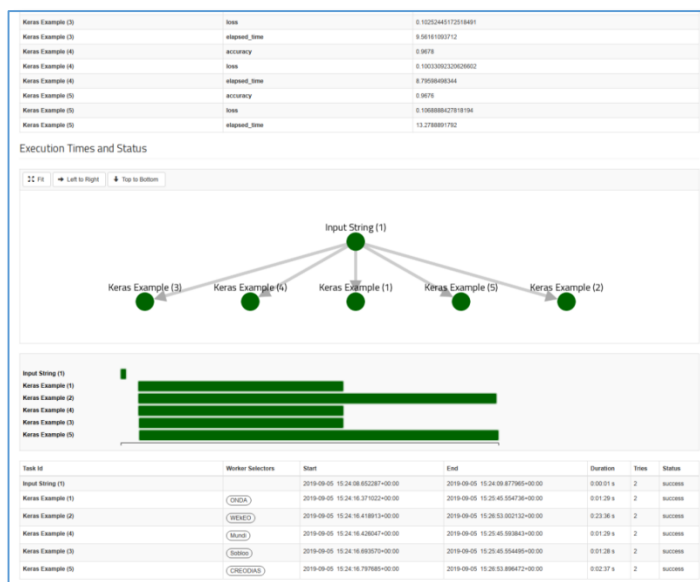 Keras Example (3) loss 0.10252445172518491
Keras Example (3) elapsed_time 9.56161093712
Keras Example (4) accuracy 0.9678
Keras Example (4) loss 0.10033092320626602
Keras Example (4) elapsed_time 8.79598498344
Keras Example (5) accuracy 0.9676
Keras Example (5) loss 0.1068886427818194
Keras Example (5) elapsed_time 13.2788891792
Execution Times and Status
Fit Left to Right Top to Bottom
Input String (1)
Keras Example (3) Keras Example (4) Keras Example (1) Keras Example (5) Keras Example (2)
Input String (1)
Keras Example (1)
Keras Example (2)
Keras Example (4)
Keras Example (3)
Keras Example (5)
Task Id Worker Selectors Start End Duration Tries Status
Input String (1) 2019-09-05 15:24:08.652287+00:00 2019-09-05 15:24:09.877965+00:00 0:00:01 s 2 success
Keras Example (1) ONDA 2019-09-05 15:24:16.371022+00:00 2019-09-05 15:25:45.554736+00:00 0:01:29 s 2 success
Keras Example (2) WEkEO 2019-09-05 15:24:16.418913+00:00 2019-09-05 15:26:53.002132+00:00 0:23:36 s 2 success
Keras Example (4) Mundi 2019-09-05 15:24:16.426047+00:00 2019-09-05 15:25:45.593843+00:00 0:01:29 s 2 success
Keras Example (3) Sobloo 2019-09-05 15:24:16.693570+00:00 2019-09-05 15:25:45.554495+00:00 0:01:28 s 2 success
Keras Example (5) CREODIAS 2019-09-05 15:24:16.797685+00:00 2019-09-05 15:26:53.896472+00:00 0:02:37 s 2 success